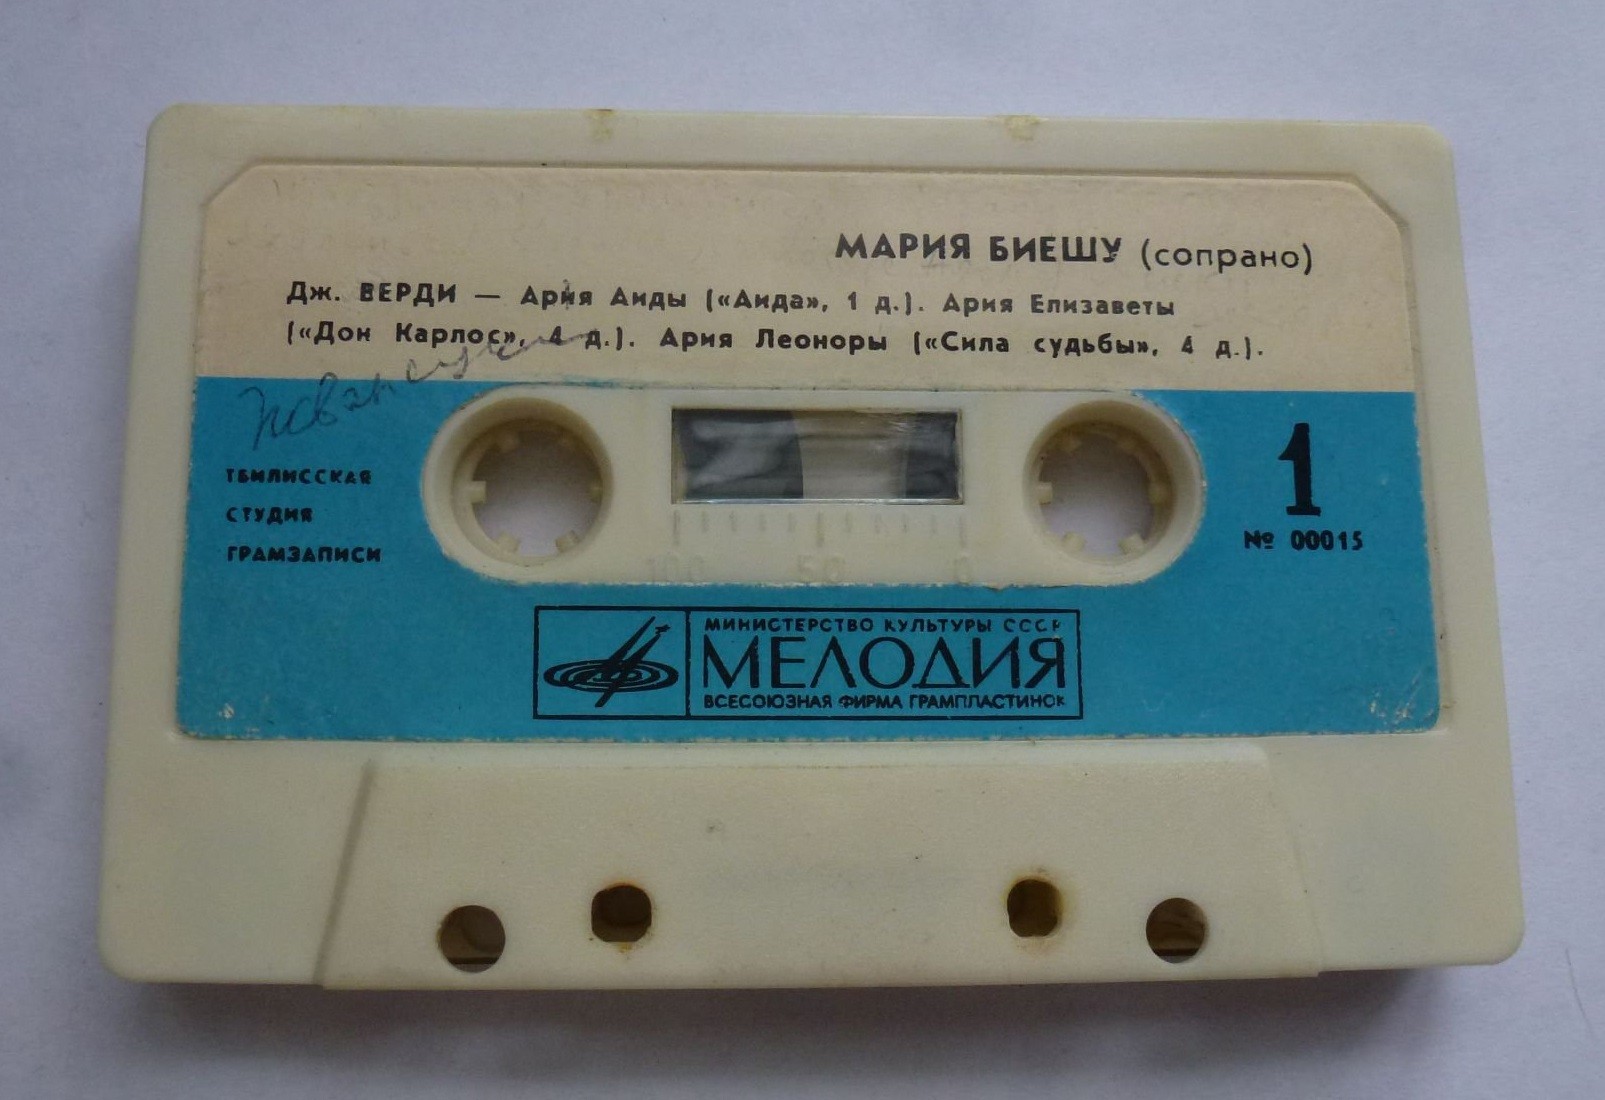 МАРИЯ БИЕШУ (сопрано)
Дж. ВЕРДИ — Ария Аиды («Аида», 1 д.). Ария Елизаветы
(«Дон Карлос», 4 д.). Ария Леоноры («Сила судьбы», 4 д.).
ТБИЛИССКАЯ
СТУДИЯ
ГРАМЗАПИСИ
100 50 0
1
№ 00015
МИНИСТЕРСТВО КУЛЬТУРЫ СССР
МЕЛОДИЯ
ВСЕСОЮЗНАЯ ФИРМА ГРАМПЛАСТИНОК